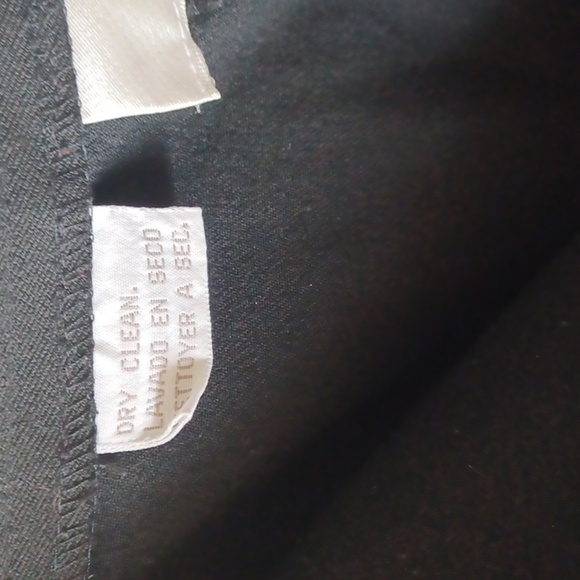 DRY CLEAN.
LAVADO EN SECO
ETTOYER A SEC.